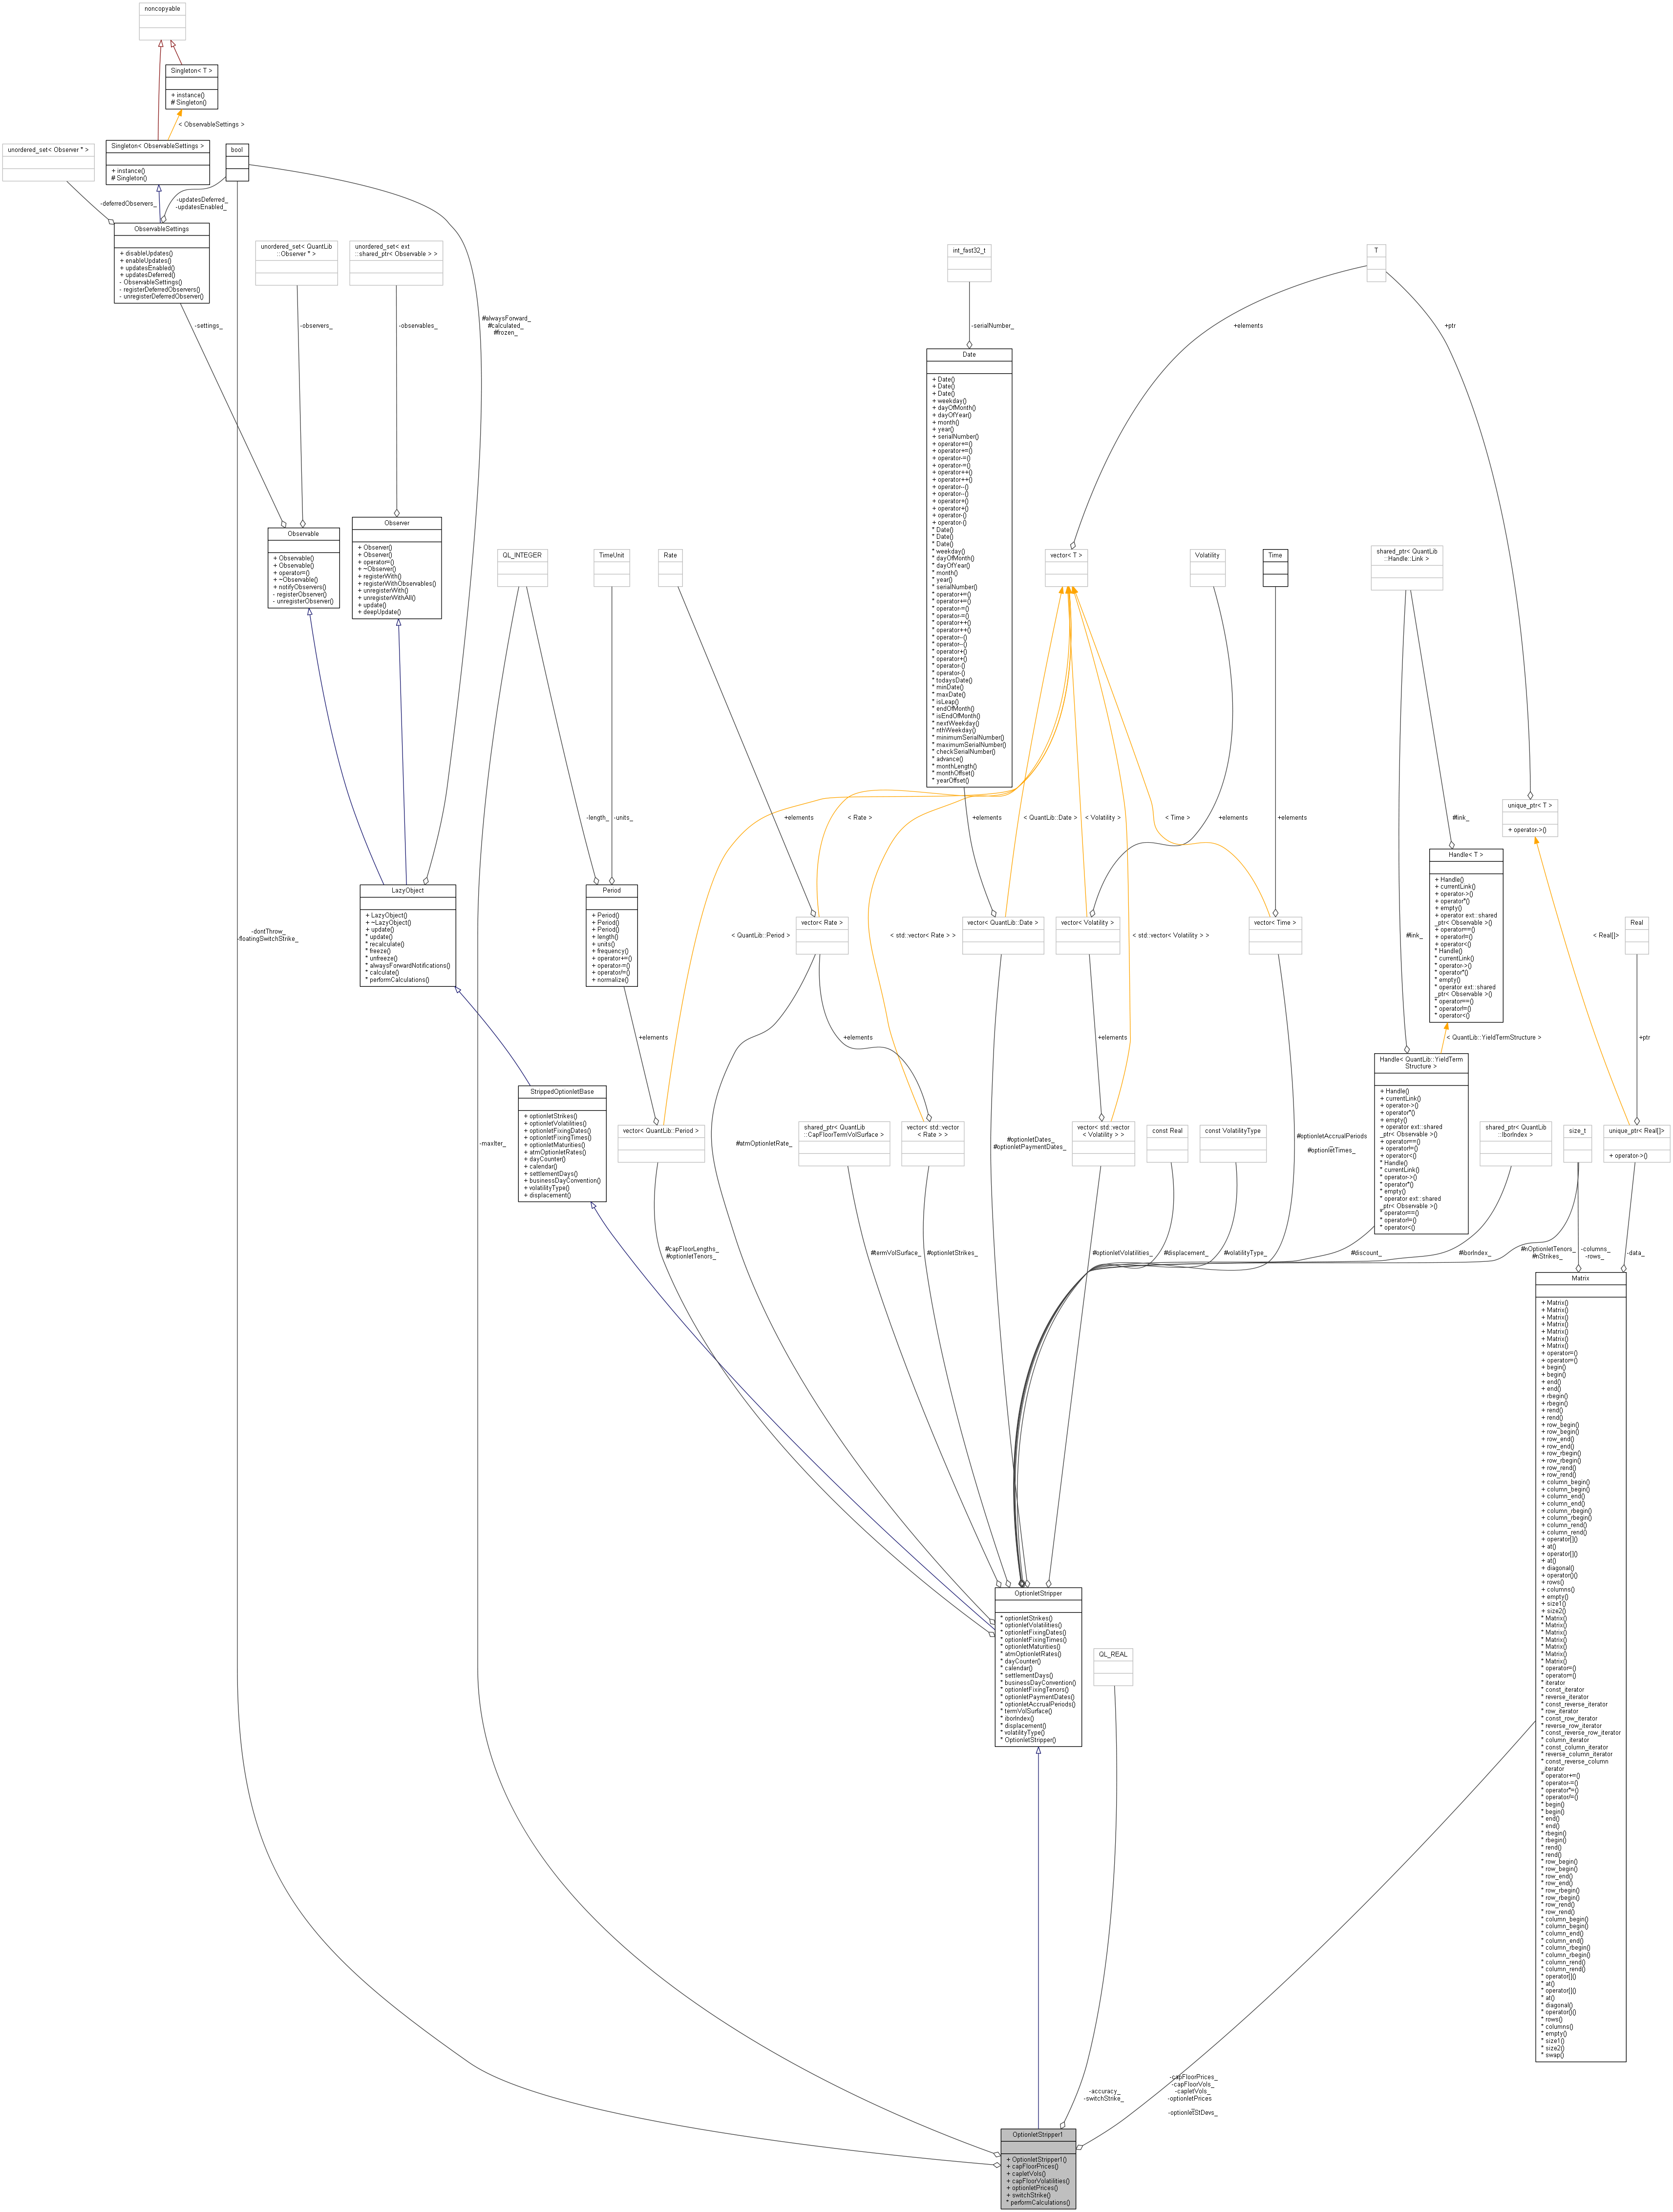 noncopyable
Singleton< T >
+ instance()
# Singleton()
< ObservableSettings >
unordered_set< Observer * >
Singleton< ObservableSettings >
+ instance()
# Singleton()
bool
-deferredObservers_
-updatesDeferred_
-updatesEnabled_
ObservableSettings
+ disableUpdates()
+ enableUpdates()
+ updatesEnabled()
+ updatesDeferred()
- ObservableSettings()
- registerDeferredObservers()
- unregisterDeferredObserver()
unordered_set< QuantLib
::Observer * >
unordered_set< ext
::shared_ptr< Observable > >
int_fast32_t
T
-settings_
-observers_
-observables_
#alwaysForward_
#calculated_
#frozen_
-serialNumber_
+elements
+ptr
Date
+ Date()
+ Date()
+ Date()
+ weekday()
+ dayOfMonth()
+ dayOfYear()
+ month()
+ year()
+ serialNumber()
+ operator+=()
+ operator+=()
+ operator-=()
+ operator-=()
+ operator++()
+ operator++()
+ operator--()
+ operator--()
+ operator+()
+ operator+()
+ operator-()
+ operator-()
* Date()
* Date()
* Date()
* weekday()
* dayOfMonth()
* dayOfYear()
* month()
* year()
* serialNumber()
* operator+=()
* operator+=()
* operator-=()
* operator-=()
* operator++()
* operator++()
* operator--()
* operator--()
* operator+()
* operator+()
* operator-()
* operator-()
* todaysDate()
* minDate()
* maxDate()
* isLeap()
* endOfMonth()
* isEndOfMonth()
* nextWeekday()
* nthWeekday()
* minimumSerialNumber()
* maximumSerialNumber()
* checkSerialNumber()
* advance()
* monthLength()
* monthOffset()
* yearOffset()
Observable
+ Observable()
+ Observable()
+ operator=()
+ ~Observable()
+ notifyObservers()
- registerObserver()
- unregisterObserver()
Observer
+ Observer()
+ Observer()
+ operator=()
+ ~Observer()
+ registerWith()
+ registerWithObservables()
+ unregisterWith()
+ unregisterWithAll()
+ update()
+ deepUpdate()
QL_INTEGER
TimeUnit
Rate
vector< T >
Volatility
Time
shared_ptr< QuantLib
::Handle::Link >
-length_
-units_
+elements
< Rate >
+elements
< QuantLib::Date >
< Volatility >
< Time >
+elements
+elements
#link_
unique_ptr< T >
+ operator->()
LazyObject
+ LazyObject()
+ ~LazyObject()
+ update()
* update()
* recalculate()
* freeze()
* unfreeze()
* alwaysForwardNotifications()
* calculate()
* performCalculations()
Period
+ Period()
+ Period()
+ Period()
+ length()
+ units()
+ frequency()
+ operator+=()
+ operator-=()
+ operator/=()
+ normalize()
Handle< T >
+ Handle()
+ currentLink()
+ operator->()
+ operator*()
+ empty()
+ operator ext::shared
_ptr< Observable >()
+ operator==()
+ operator!=()
+ operator<()
* Handle()
* currentLink()
* operator->()
* operator*()
* empty()
* operator ext::shared
_ptr< Observable >()
* operator==()
* operator!=()
* operator<()
-dontThrow_
-floatingSwitchStrike_
< QuantLib::Period >
vector< Rate >
< std::vector< Rate > >
vector< QuantLib::Date >
vector< Volatility >
< std::vector< Volatility > >
vector< Time >
#link_
< Real[]>
Real
+elements
+elements
+elements
< QuantLib::YieldTermStructure >
+ptr
StrippedOptionletBase
+ optionletStrikes()
+ optionletVolatilities()
+ optionletFixingDates()
+ optionletFixingTimes()
+ optionletMaturities()
+ atmOptionletRates()
+ dayCounter()
+ calendar()
+ settlementDays()
+ businessDayConvention()
+ volatilityType()
+ displacement()
Handle< QuantLib::YieldTerm
Structure >
+ Handle()
+ currentLink()
+ operator->()
+ operator*()
+ empty()
+ operator ext::shared
_ptr< Observable >()
+ operator==()
+ operator!=()
+ operator<()
* Handle()
* currentLink()
* operator->()
* operator*()
* empty()
* operator ext::shared
_ptr< Observable >()
* operator==()
* operator!=()
* operator<()
-maxIter_
vector< QuantLib::Period >
#atmOptionletRate_
shared_ptr< QuantLib
::CapFloorTermVolSurface >
vector< std::vector
< Rate > >
#optionletDates_
#optionletPaymentDates_
vector< std::vector
< Volatility > >
const Real
const VolatilityType
#optionletAccrualPeriods
_
#optionletTimes_
shared_ptr< QuantLib
::IborIndex >
size_t
unique_ptr< Real[]>
+ operator->()
#capFloorLengths_
#optionletTenors_
#termVolSurface_
#optionletStrikes_
#optionletVolatilities_
#displacement_
#volatilityType_
#discount_
#iborIndex_
#nOptionletTenors_
#nStrikes_
-columns_
-rows_
-data_
Matrix
+ Matrix()
+ Matrix()
+ Matrix()
+ Matrix()
+ Matrix()
+ Matrix()
+ Matrix()
+ operator=()
+ operator=()
+ begin()
+ begin()
+ end()
+ end()
+ rbegin()
+ rbegin()
+ rend()
+ rend()
+ row_begin()
+ row_begin()
+ row_end()
+ row_end()
+ row_rbegin()
+ row_rbegin()
+ row_rend()
+ row_rend()
+ column_begin()
+ column_begin()
+ column_end()
+ column_end()
+ column_rbegin()
+ column_rbegin()
+ column_rend()
+ column_rend()
+ operator[]()
+ at()
+ operator[]()
+ at()
+ diagonal()
+ operator()()
+ rows()
+ columns()
+ empty()
+ size1()
+ size2()
* Matrix()
* Matrix()
* Matrix()
* Matrix()
* Matrix()
* Matrix()
* Matrix()
* operator=()
* operator=()
* iterator
* const_iterator
* reverse_iterator
* const_reverse_iterator
* row_iterator
* const_row_iterator
* reverse_row_iterator
* const_reverse_row_iterator
* column_iterator
* const_column_iterator
* reverse_column_iterator
* const_reverse_column
_iterator
* operator+=()
* operator-=()
* operator*=()
* operator/=()
* begin()
* begin()
* end()
* end()
* rbegin()
* rbegin()
* rend()
* rend()
* row_begin()
* row_begin()
* row_end()
* row_end()
* row_rbegin()
* row_rbegin()
* row_rend()
* row_rend()
* column_begin()
* column_begin()
* column_end()
* column_end()
* column_rbegin()
* column_rbegin()
* column_rend()
* column_rend()
* operator[]()
* at()
* operator[]()
* at()
* diagonal()
* operator()()
* rows()
* columns()
* empty()
* size1()
* size2()
* swap()
OptionletStripper
* optionletStrikes()
* optionletVolatilities()
* optionletFixingDates()
* optionletFixingTimes()
* optionletMaturities()
* atmOptionletRates()
* dayCounter()
* calendar()
* settlementDays()
* businessDayConvention()
* optionletFixingTenors()
* optionletPaymentDates()
* optionletAccrualPeriods()
* termVolSurface()
* iborIndex()
* displacement()
* volatilityType()
* OptionletStripper()
QL_REAL
-accuracy_
-switchStrike_
-capFloorPrices_
-capFloorVols_
-capletVols_
-optionletPrices
_
-optionletStDevs_
OptionletStripper1
+ OptionletStripper1()
+ capFloorPrices()
+ capletVols()
+ capFloorVolatilities()
+ optionletPrices()
+ switchStrike()
* performCalculations()